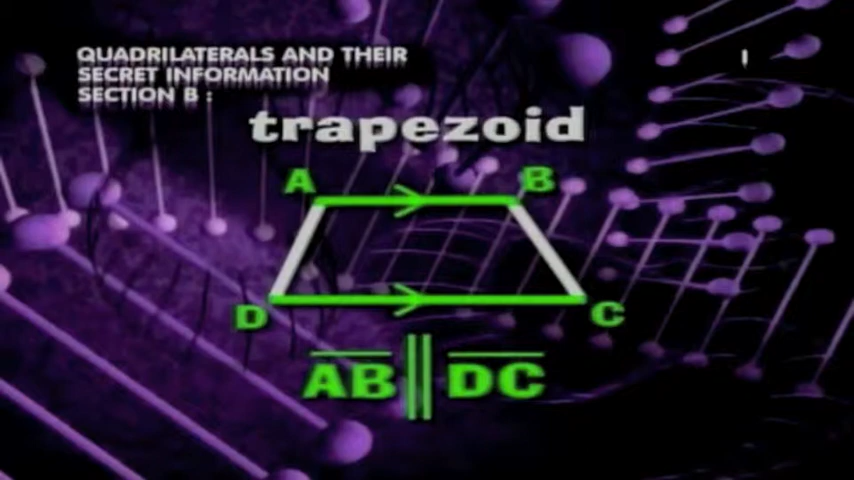 QUADRILATERALS AND THEIR
SECRET INFORMATION
SECTION B :
trapezoid
A B
D C
AB || DC